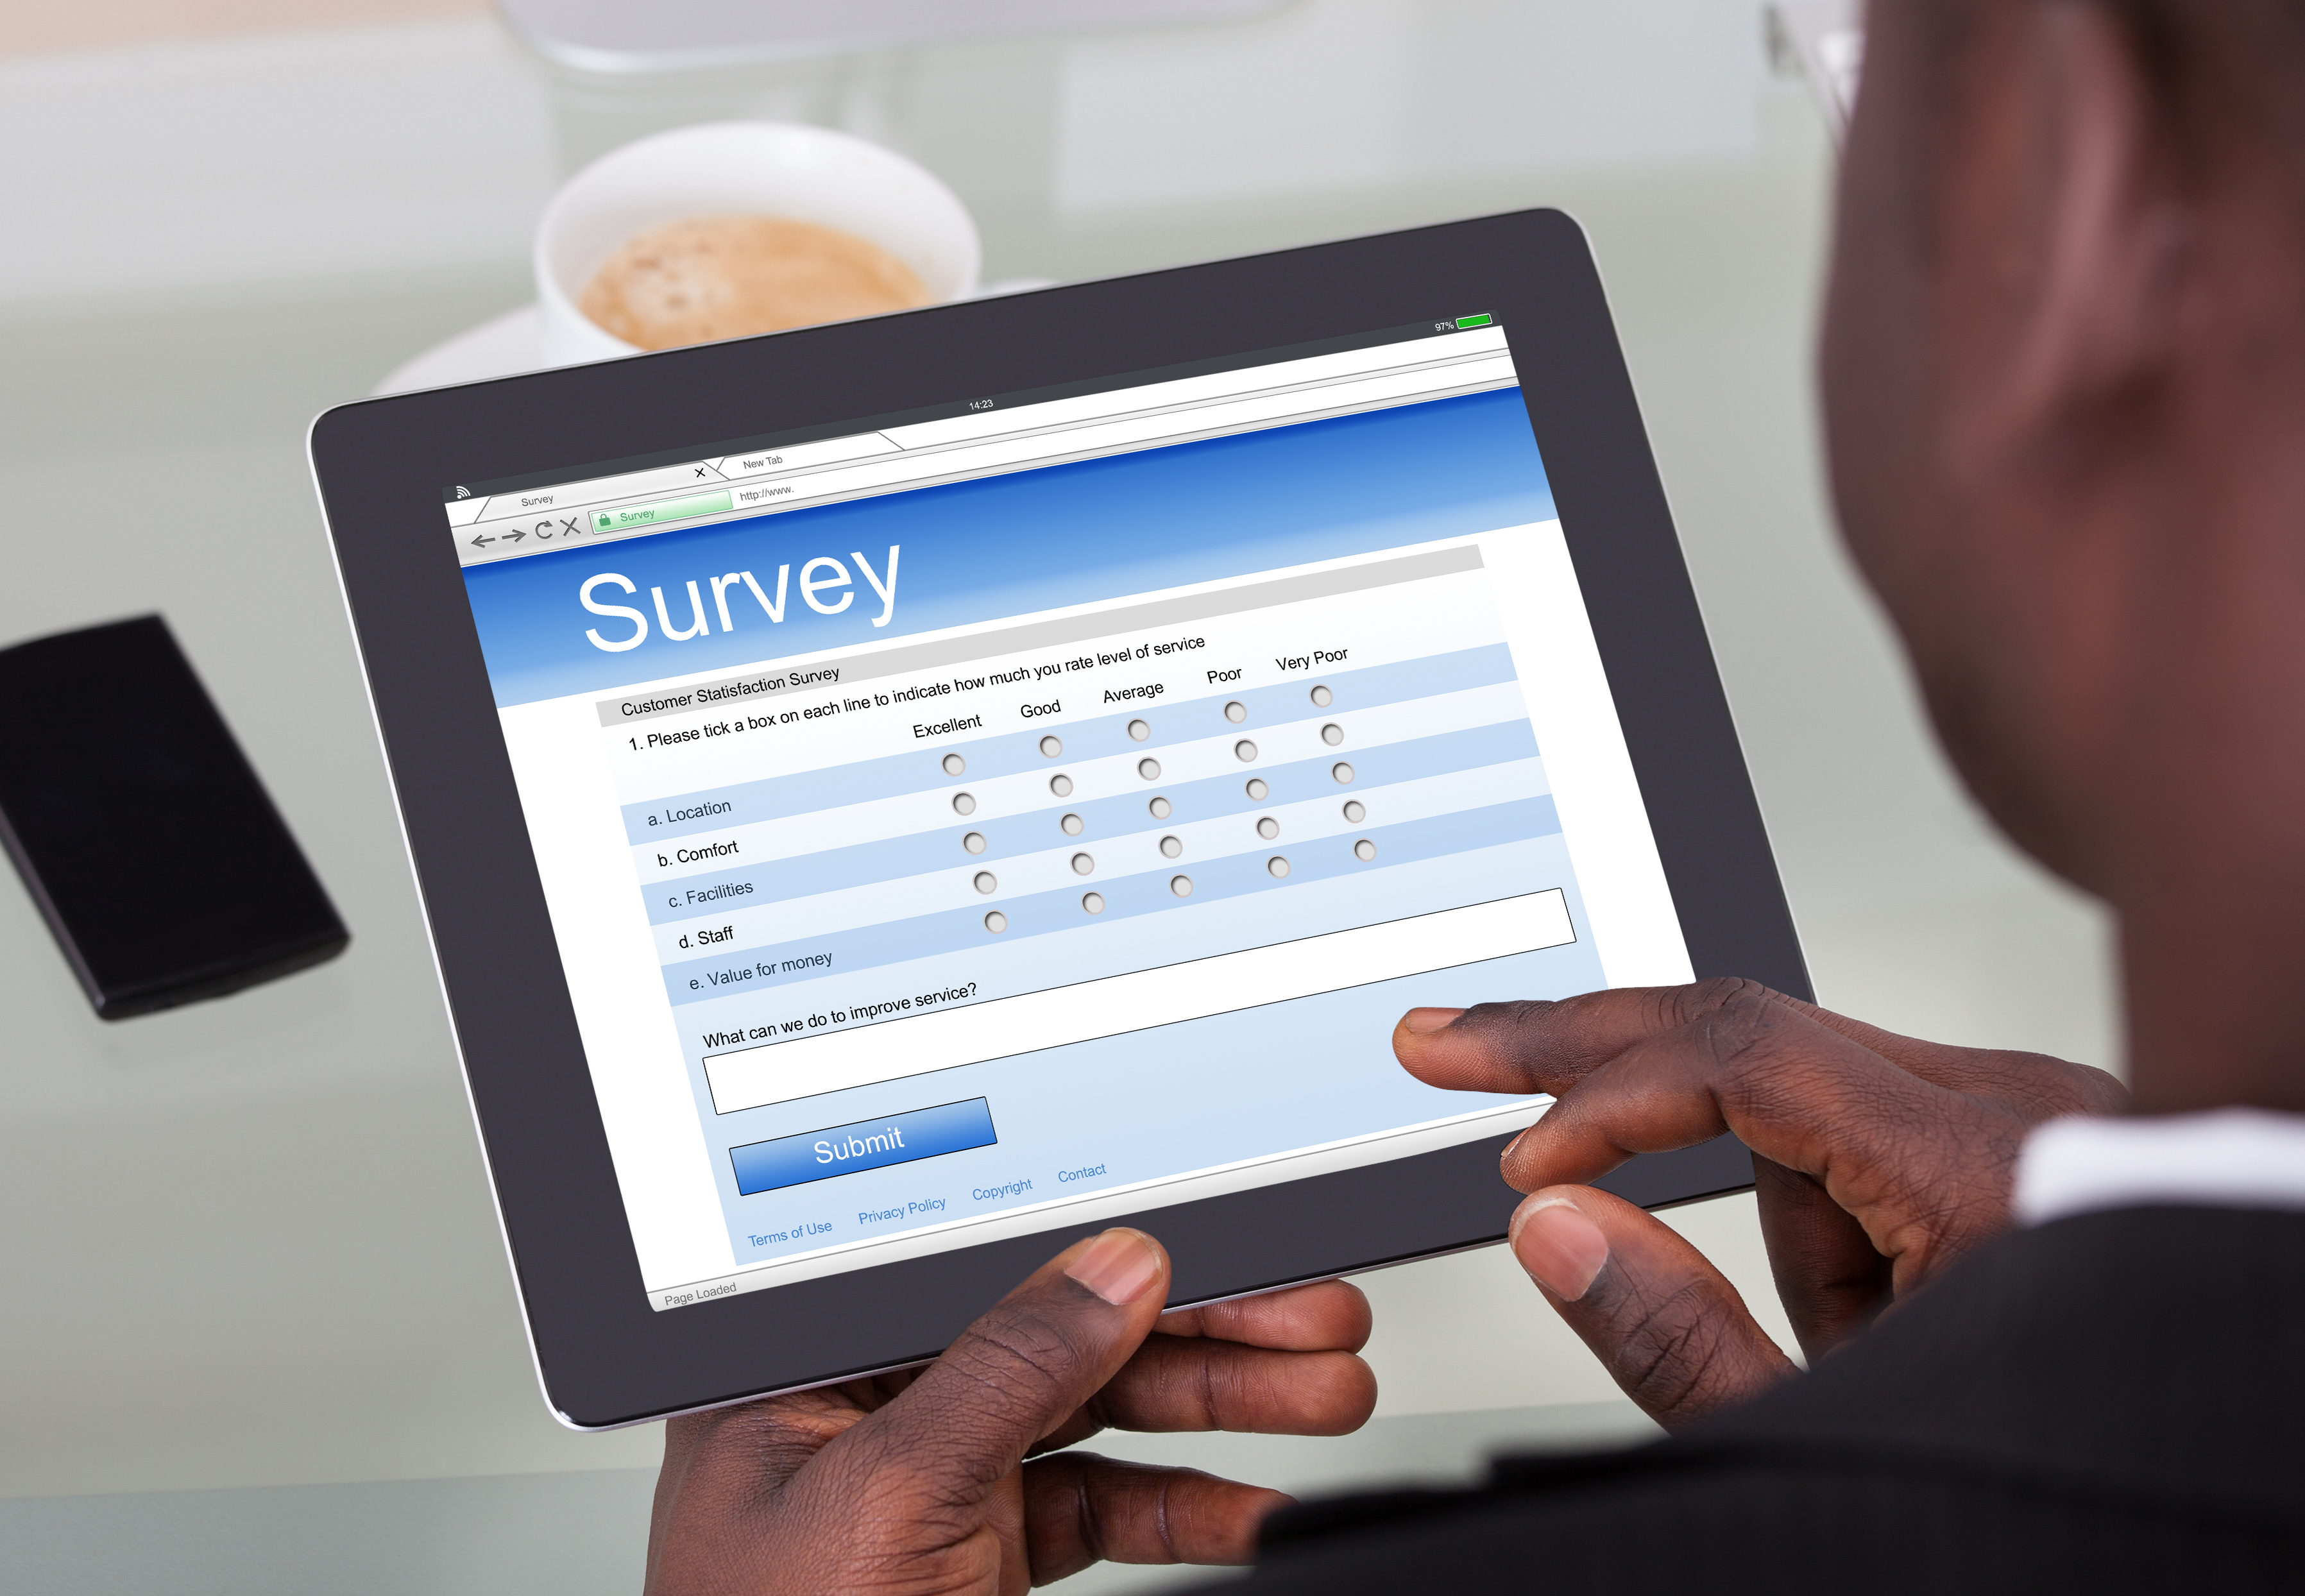 14:23
97%
Survey
New Tab
Survey
http://www.
Survey
Customer Statisfaction Survey
1. Please tick a box on each line to indicate how much you rate level of service
Excellent Good Average Poor Very Poor
a. Location
b. Comfort
c. Facilities
d. Staff
e. Value for money
What can we do to improve service?
Submit
Terms of Use Privacy Policy Copyright Contact
Page Loaded